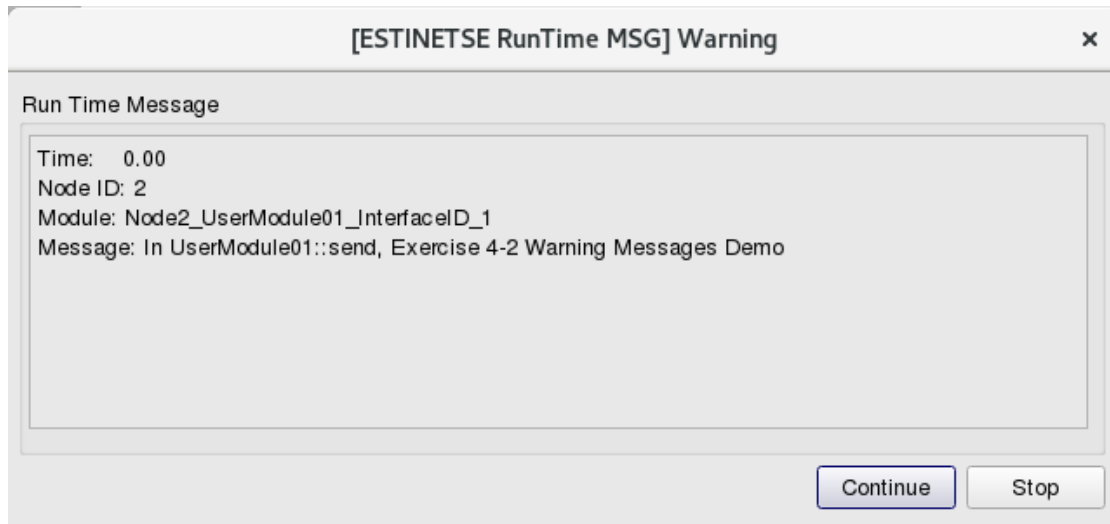 [ESTINETSE RunTime MSG] Warning ×
Run Time Message
Time: 0.00
Node ID: 2
Module: Node2_UserModule01_InterfaceID_1
Message: In UserModule01::send, Exercise 4-2 Warning Messages Demo
Continue Stop